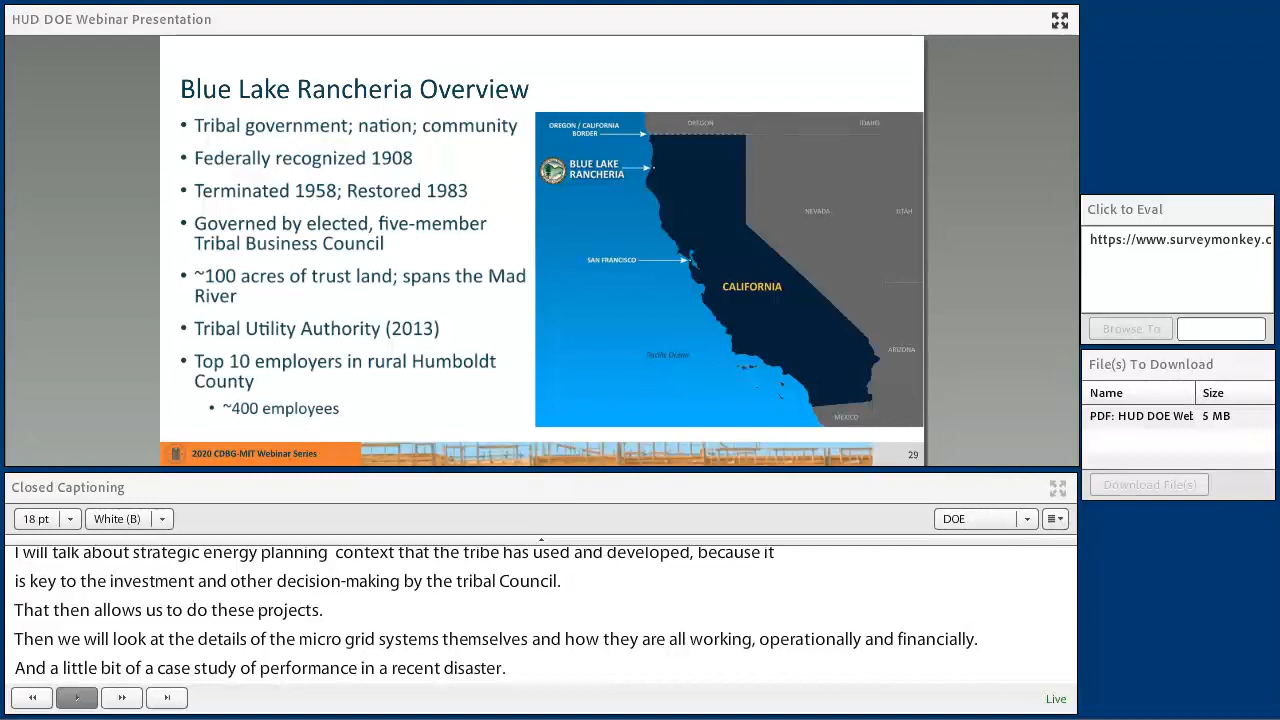 HUD DOE Webinar Presentation
Blue Lake Rancheria Overview
• Tribal government; nation; community
• Federally recognized 1908
• Terminated 1958; Restored 1983
• Governed by elected, five-member
Tribal Business Council
• ~100 acres of trust land; spans the Mad
River
• Tribal Utility Authority (2013)
• Top 10 employers in rural Humboldt
County
• ~400 employees
OREGON / CALIFORNIA
BORDER
OREGON
IDAHO
BLUE LAKE
RANCHERIA
NEVADA
UTAH
SAN FRANCISCO
CALIFORNIA
Pacific Ocean
ARIZONA
MEXICO
2020 CDBG-MIT Webinar Series
29
Click to Eval
https://www.surveymonkey.c
Browse To
File(s) To Download
Name Size
PDF: HUD DOE Wet 5 MB
Download File(s)
Closed Captioning
18 pt
White (B)
DOE
I will talk about strategic energy planning context that the tribe has used and developed, because it
is key to the investment and other decision-making by the tribal Council.
That then allows us to do these projects.
Then we will look at the details of the micro grid systems themselves and how they are all working, operationally and financially.
And a little bit of a case study of performance in a recent disaster.
Live